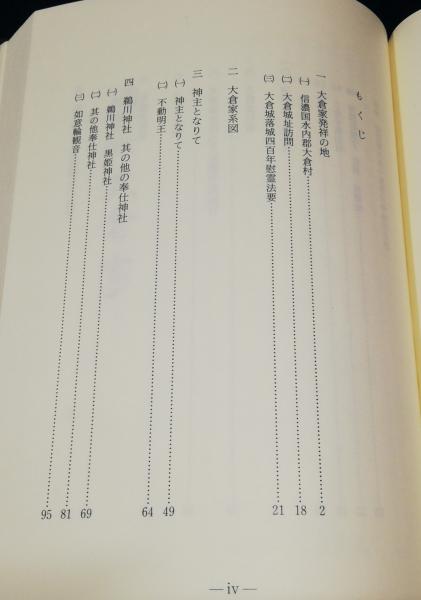 もくじ
一 大倉家発祥の地
㈠ 信濃国水内郡大倉村 2
㈡ 大倉城址訪問 18
㈢ 大倉城落城四百年慰霊法要 21
二 大倉家系図
三 神主となりて
㈠ 神主となりて 49
㈡ 不動明王 64
四 鵜川神社 其の他の奉仕神社
㈠ 鵜川神社 黒姫神社 69
㈡ 其の他奉仕神社 81
㈢ 如意輪観音 95
—iv—